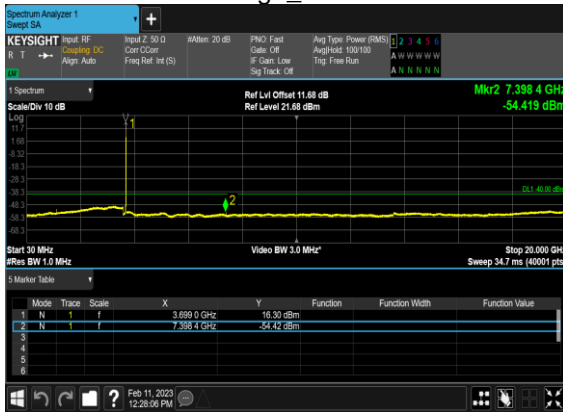 Spectrum Analyzer 1
Swept SA
+
KEYSIGHT
R T
LNI
Input: RF
Coupling: DC
Align: Auto
Input Z: 50 Ω
Corr CCorr
Freq Ref: Int (S)
#Atten: 20 dB
PNO: Fast
Gate: Off
IF Gain: Low
Sig Track: Off
Avg Type: Power (RMS)
Avg|Hold: 100/100
Trig: Free Run
1 2 3 4 5 6
A W W W W W
A N N N N N
1 Spectrum
Scale/Div 10 dB
Ref Lvl Offset 11.68 dB
Ref Level 21.68 dBm
Mkr2 7.398 4 GHz
-54.419 dBm
Log
11.7
1.68
-8.32
-18.3
-28.3
-38.3
-48.3
-58.3
-68.3
1
2
DL1 -40.00 dBm
Start 30 MHz
#Res BW 1.0 MHz
Video BW 3.0 MHz*
Stop 20.000 GHz
Sweep 34.7 ms (40001 pts)
5 Marker Table
Mode Trace Scale X Y Function Function Width Function Value
1 N 1 f 3.699 0 GHz 16.30 dBm
2 N 1 f 7.398 4 GHz -54.42 dBm
3
4
5
6
?
Feb 11, 2023
12:28:06 PM